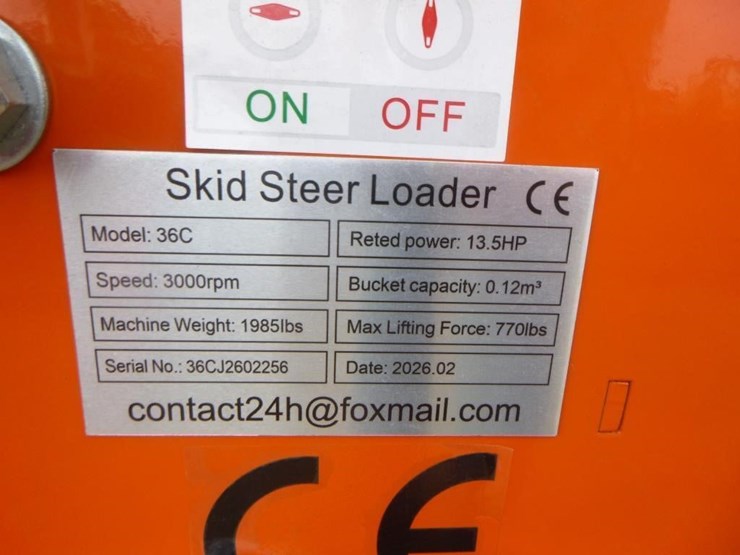 ON OFF
Skid Steer Loader CE
Model: 36C
Reted power: 13.5HP
Speed: 3000rpm
Bucket capacity: 0.12m³
Machine Weight: 1985lbs
Max Lifting Force: 770lbs
Serial No.: 36CJ2602256
Date: 2026.02
contact24h@foxmail.com
CE